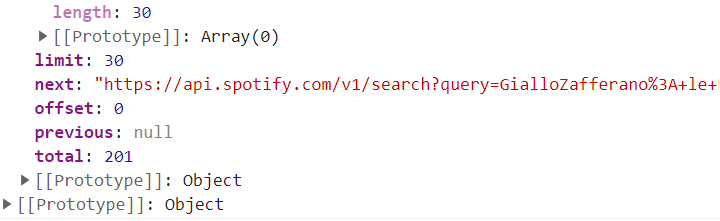 length: 30
[[Prototype]]: Array(0)
limit: 30
next: "https://api.spotify.com/v1/search?query=GialloZafferano%3A+le+
offset: 0
previous: null
total: 201
[[Prototype]]: Object
[[Prototype]]: Object